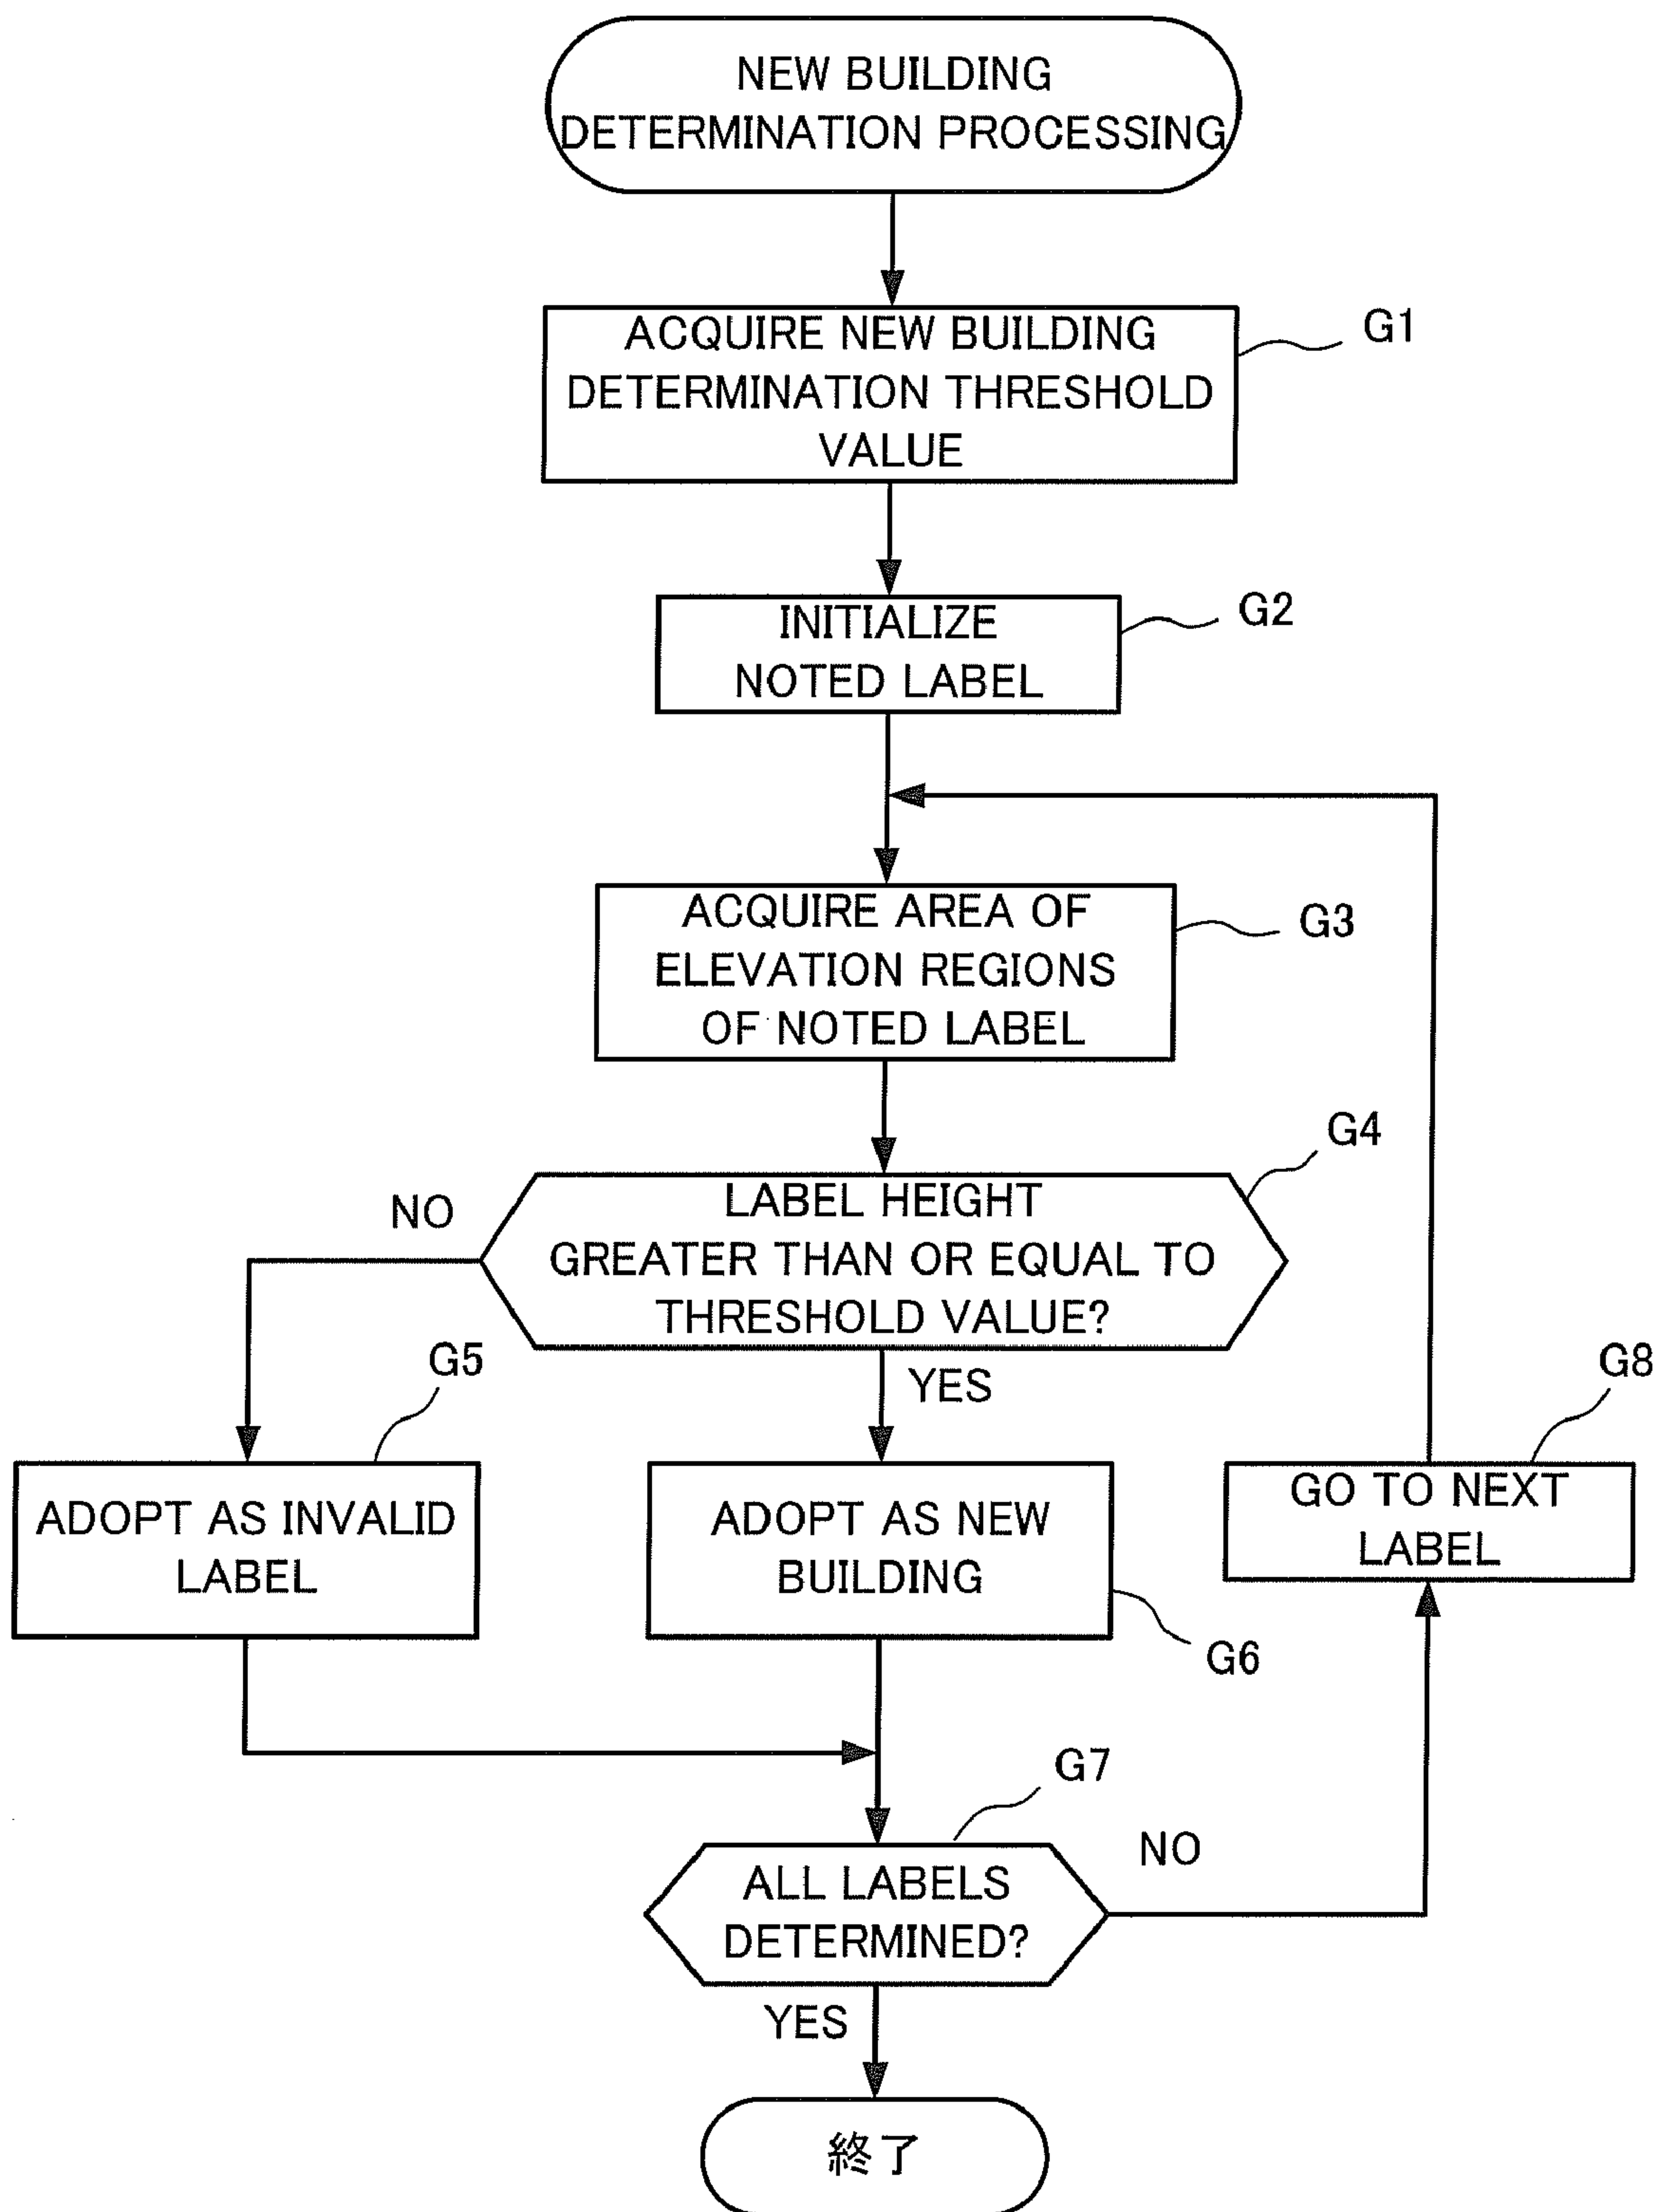 NEW BUILDING
DETERMINATION PROCESSING
ACQUIRE NEW BUILDING
DETERMINATION THRESHOLD
VALUE
G1
INITIALIZE
NOTED LABEL
G2
ACQUIRE AREA OF
ELEVATION REGIONS
OF NOTED LABEL
G3
LABEL HEIGHT
GREATER THAN OR EQUAL TO
THRESHOLD VALUE?
G4
NO
YES
G5
ADOPT AS INVALID
LABEL
ADOPT AS NEW
BUILDING
G6
G8
GO TO NEXT
LABEL
G7
ALL LABELS
DETERMINED?
NO
YES
終了